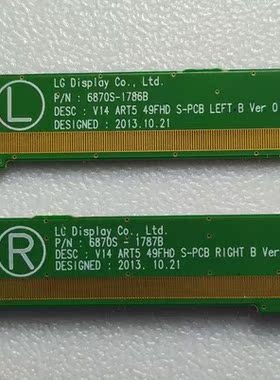 L
LG Display Co., Ltd.
P/N : 6870S-1786B
DESC : V14 ART5 49FHD S-PCB LEFT B Ver 0
DESIGNED : 2013.10.21
R
LG Display Co., Ltd.
P/N : 6870S - 1787B
DESC : V14 ART5 49FHD S-PCB RIGHT B Ver
DESIGNED : 2013. 10.21